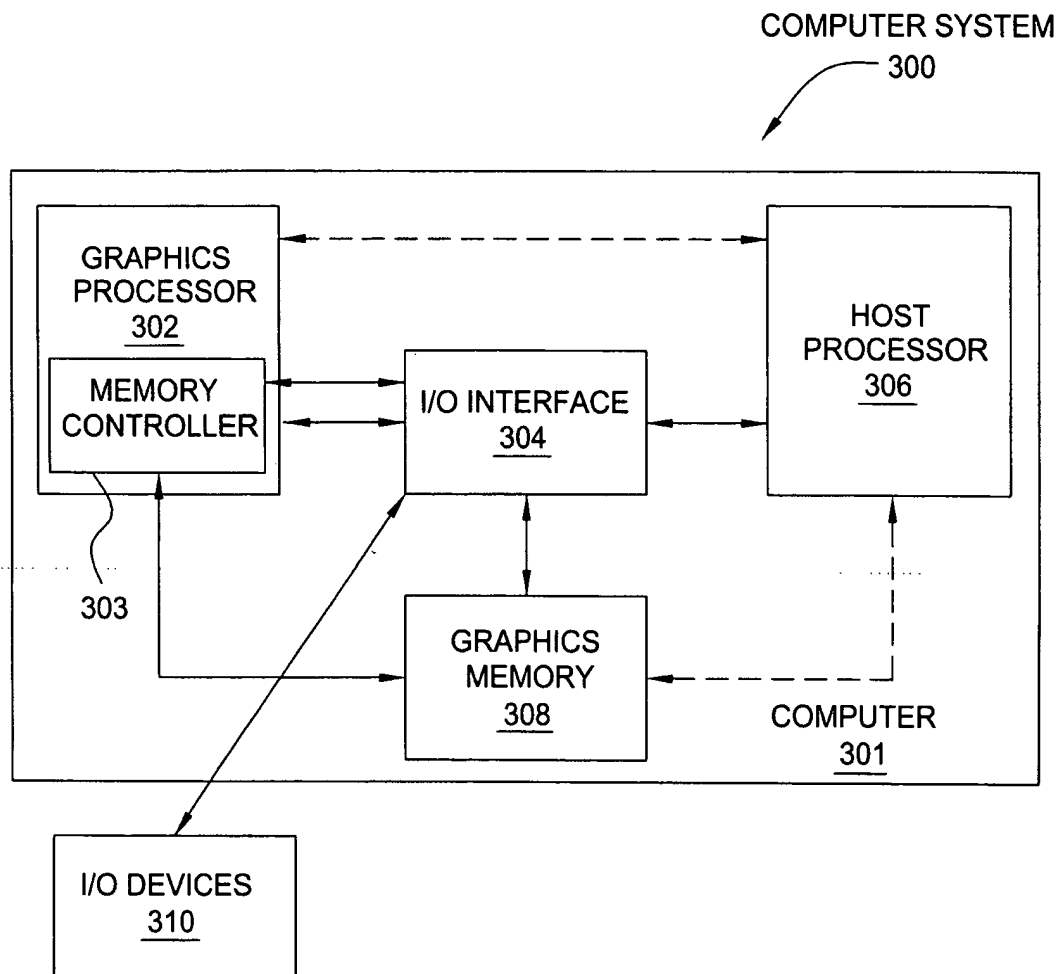 COMPUTER SYSTEM
300
GRAPHICS
PROCESSOR
302
MEMORY
CONTROLLER
303
I/O INTERFACE
304
HOST
PROCESSOR
306
GRAPHICS
MEMORY
308
COMPUTER
301
I/O DEVICES
310